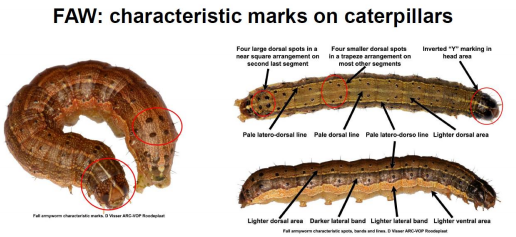 FAW: characteristic marks on caterpillars
Four large dorsal spots in a
near square arrangement on
second last segment
Four smaller dorsal spots
in a trapeze arrangement on
most other segments
Inverted “Y” marking in
head area
Pale latero-dorsal line
Pale dorsal line
Pale latero-dorso line
Lighter dorsal area
Lighter dorsal area
Darker lateral band
Lighter lateral band
Lighter ventral area
Fall armyworm characteristic marks. D Visser ARC-VOP Roodeplast
Fall armyworm characteristic spots, bands and lines. D Visser ARC-VOP Roodeplast